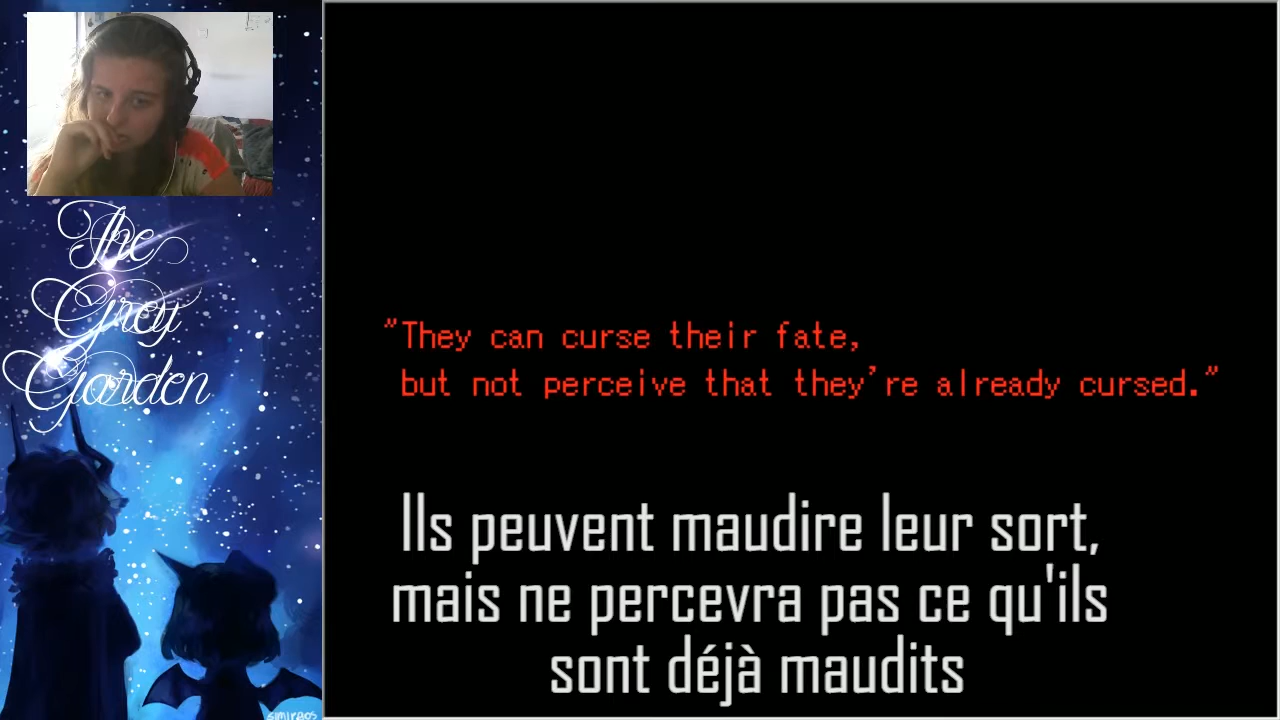 The
Grey
Garden
"They can curse their fate,
but not perceive that they're already cursed."
Ils peuvent maudire leur sort,
mais ne percevra pas ce qu'ils
sont déjà maudits
simireos